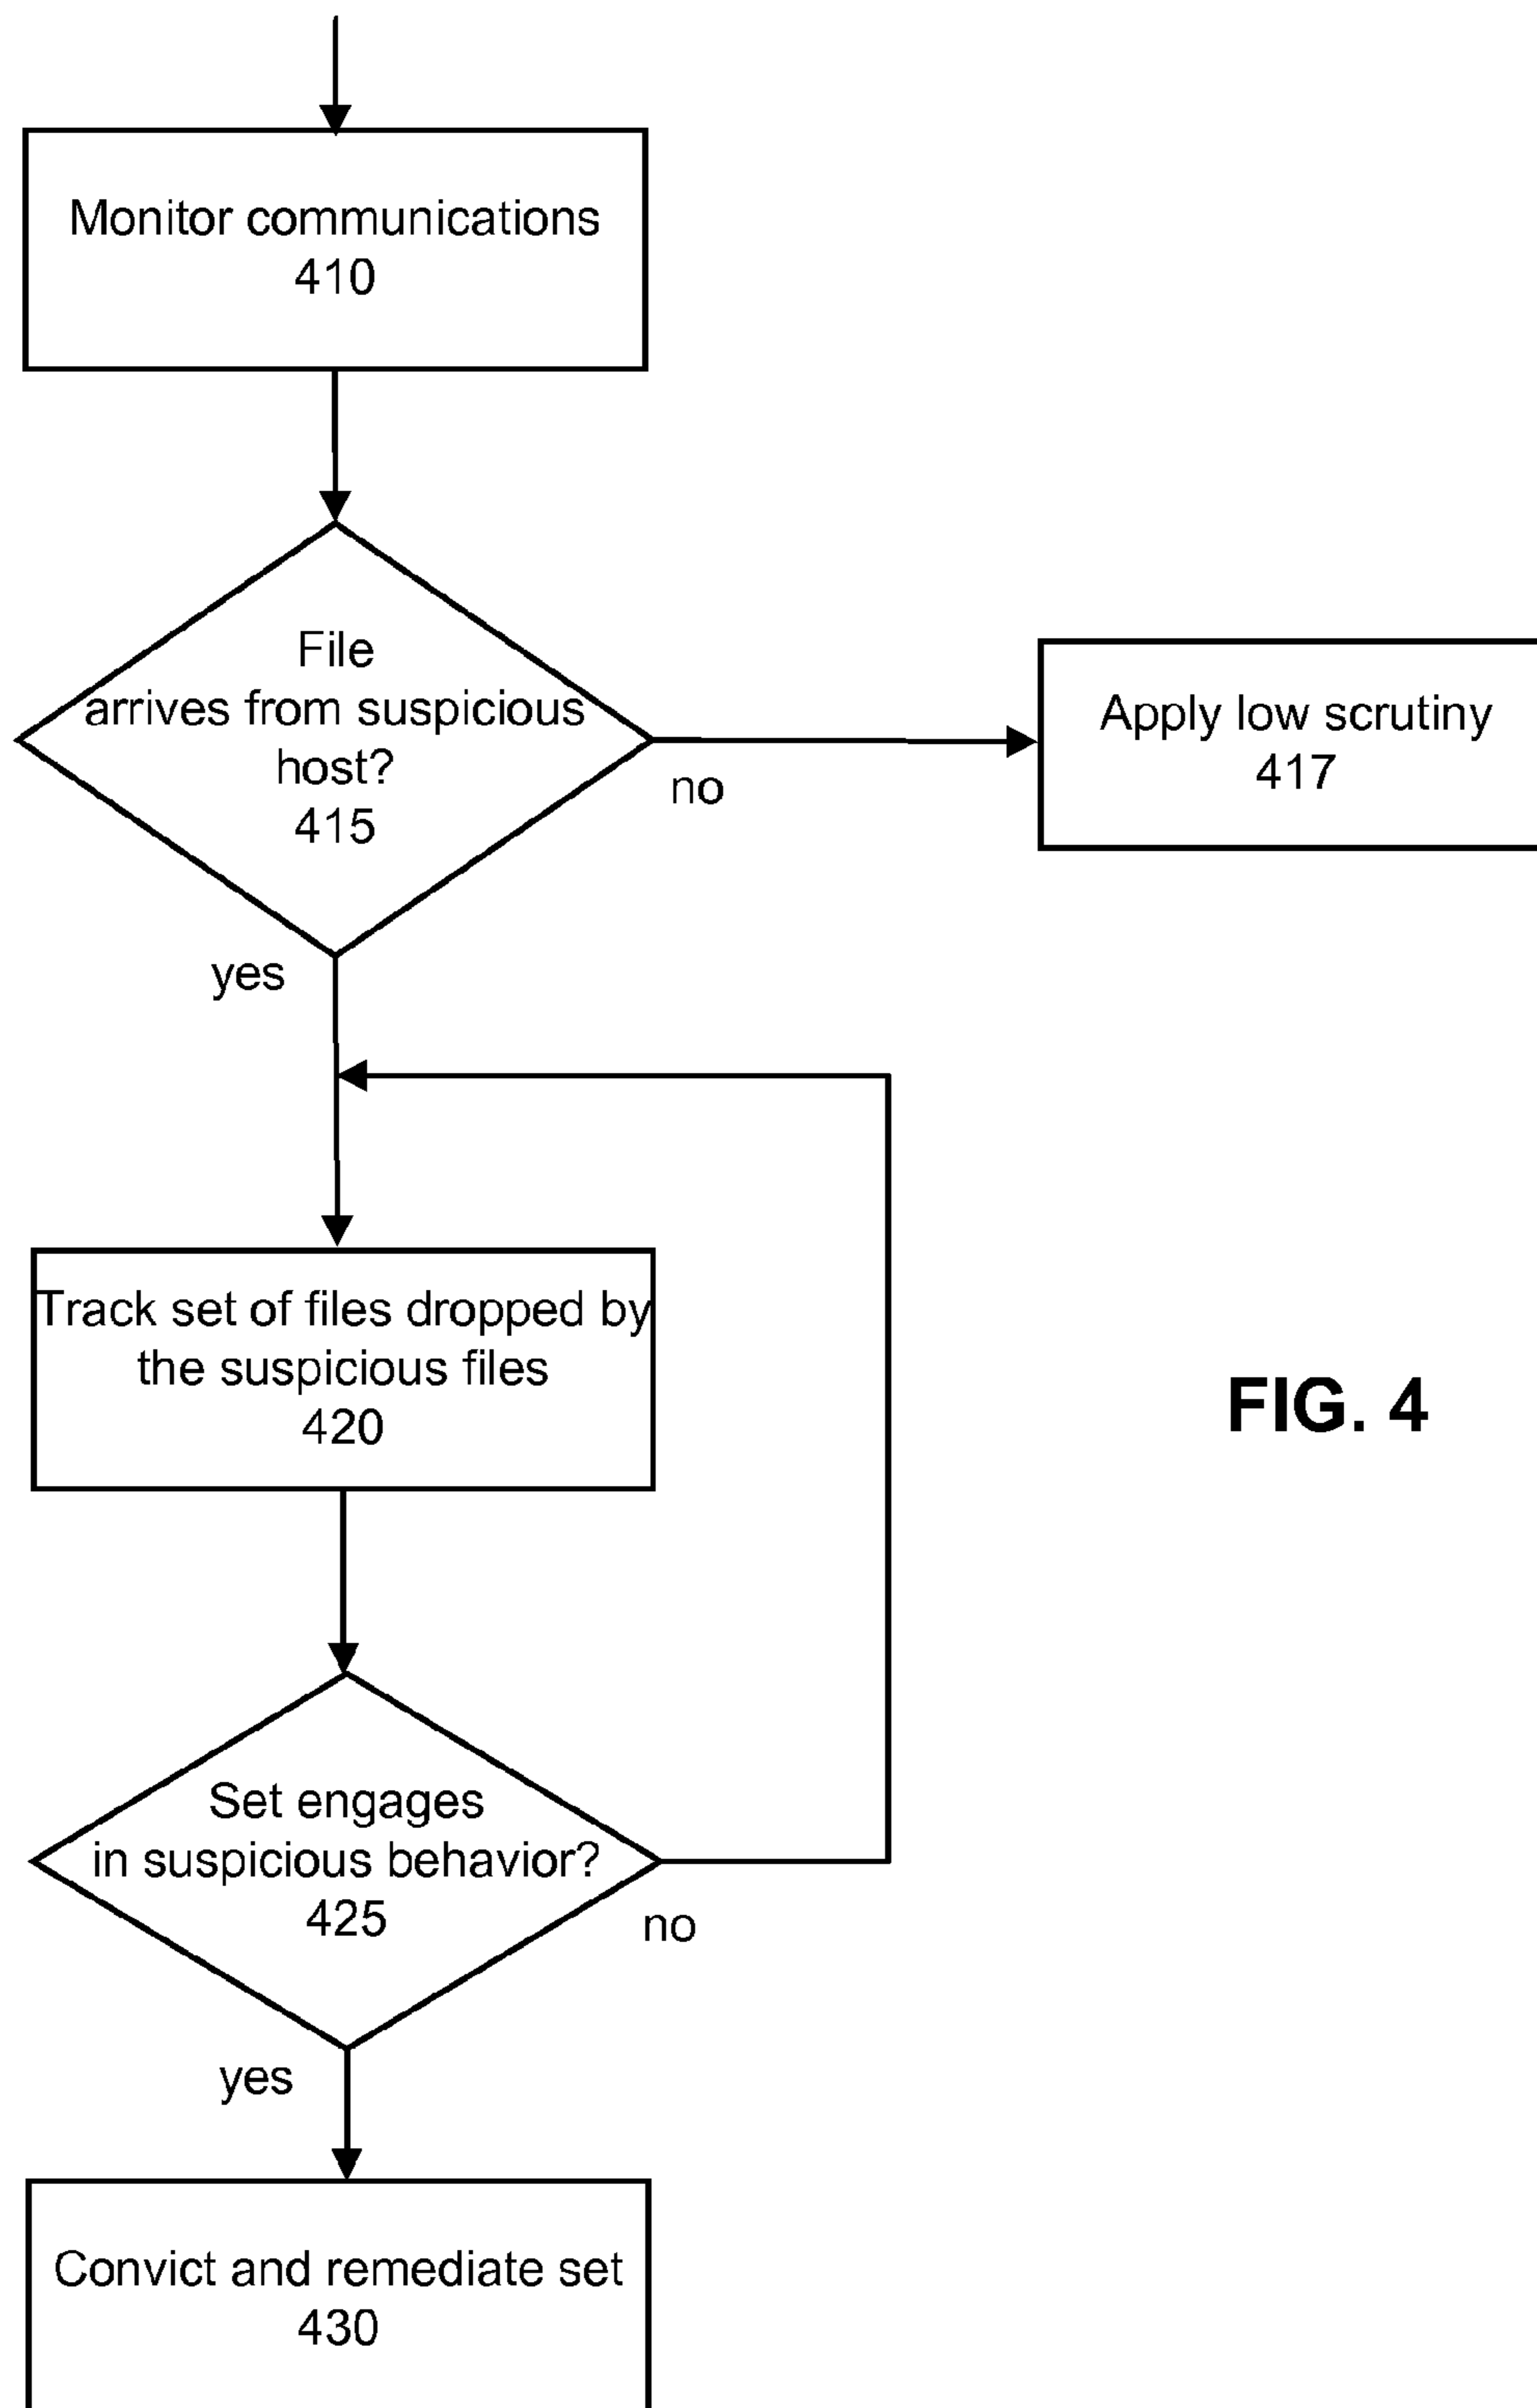 Monitor communications
410
File
arrives from suspicious
host?
415
no
Apply low scrutiny
417
yes
Track set of files dropped by
the suspicious files
420
FIG. 4
Set engages
in suspicious behavior?
425
no
yes
Convict and remediate set
430